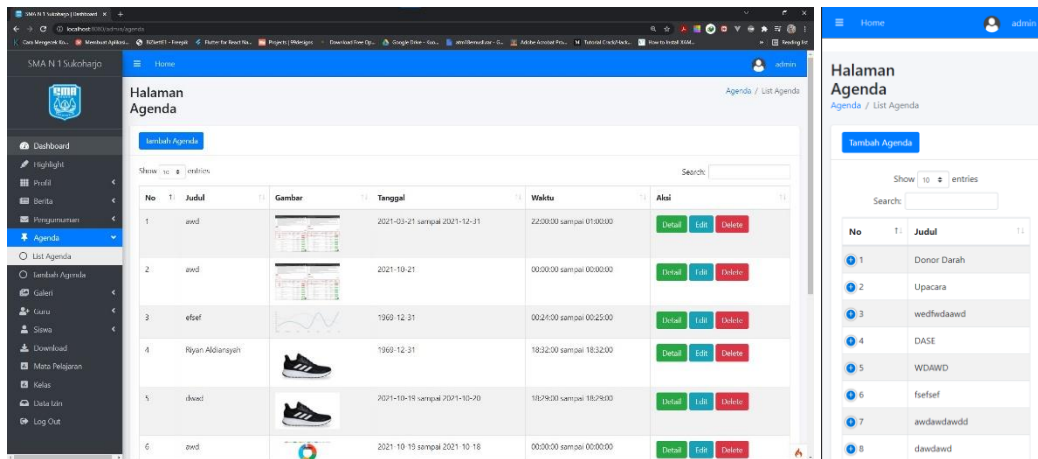 SMA N 1 Sukoharjo | Dashboard
localhost:8080/admin/agenda
SMA N 1 Sukoharjo
Home
admin
Halaman
Agenda
Agenda / List Agenda
Tambah Agenda
Show 10 entries
Search:
No Judul Gambar Tanggal Waktu Aksi
1 awd 2021-03-21 sampai 2021-12-31 22:00:00 sampai 01:00:00 Detail Edit Delete
2 awd 2021-10-21 00:00:00 sampai 00:00:00 Detail Edit Delete
3 efsef 1969-12-31 00:24:00 sampai 00:25:00 Detail Edit Delete
4 Riyan Aldiansyah 1969-12-31 18:32:00 sampai 18:32:00 Detail Edit Delete
5 dwad 2021-10-19 sampai 2021-10-20 18:29:00 sampai 18:29:00 Detail Edit Delete
6 awd 2021-10-19 sampai 2021-10-18 00:00:00 sampai 00:00:00 Detail Edit Delete
Dashboard
Highlight
Profil
Berita
Pengumuman
Agenda
List Agenda
Tambah Agenda
Galeri
Guru
Siswa
Download
Mata Pelajaran
Kelas
Data Izin
Log Out
Home
admin
Halaman
Agenda
Agenda / List Agenda
Tambah Agenda
Show 10 entries
Search:
No Judul
1 Donor Darah
2 Upacara
3 wedfwdaawd
4 DASE
5 WDAWD
6 fsefsef
7 awdawdawdd
8 dawdawd